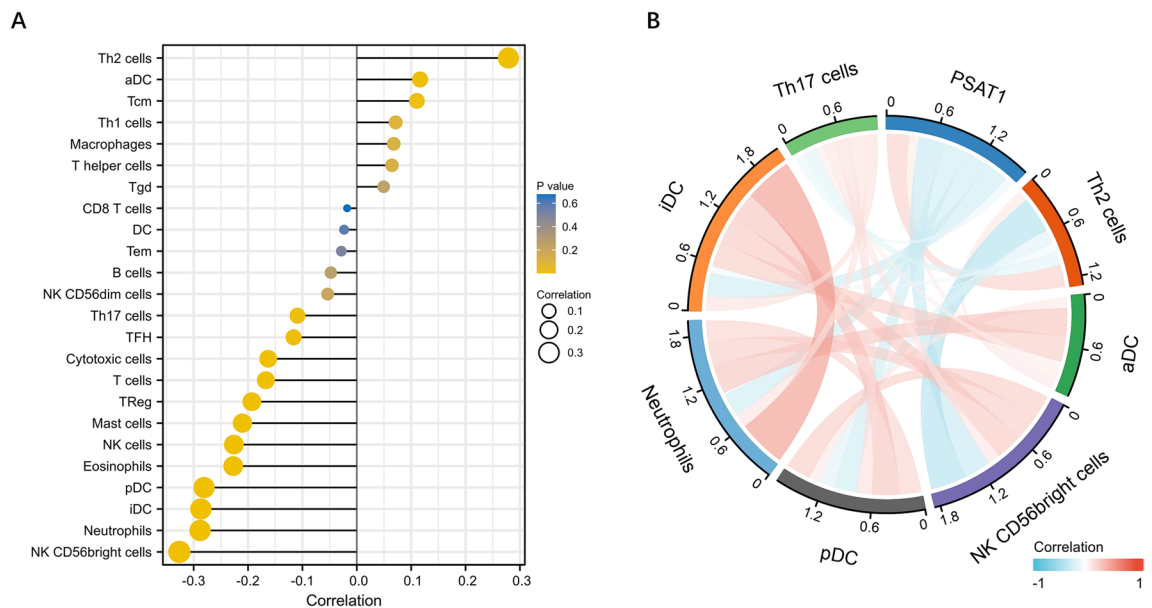 A
Th2 cells
aDC
Tcm
Th1 cells
Macrophages
T helper cells
Tgd
CD8 T cells
DC
Tem
B cells
NK CD56dim cells
Th17 cells
TFH
Cytotoxic cells
T cells
TReg
Mast cells
NK cells
Eosinophils
pDC
iDC
Neutrophils
NK CD56bright cells
-0.3 -0.2 -0.1 0.0 0.1 0.2 0.3
Correlation
P value
0.6
0.4
0.2
Correlation
0.1
0.2
0.3
B
PSAT1
0 0.6 1.2
Th2 cells
0 0.6 1.2
aDC
0 0.6
NK CD56bright cells
0 0.6 1.2 1.8
pDC
0 0.6 1.2
Neutrophils
0 0.6 1.2 1.8
iDC
0 0.6 1.2 1.8
Th17 cells
0 0.6
Correlation
-1 1